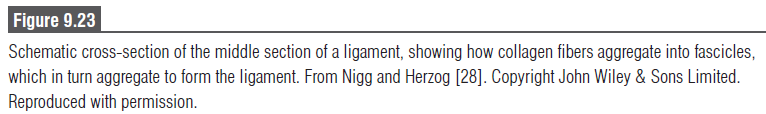 Figure 9.23
Schematic cross-section of the middle section of a ligament, showing how collagen fibers aggregate into fascicles,
which in turn aggregate to form the ligament. From Nigg and Herzog [28]. Copyright John Wiley & Sons Limited.
Reproduced with permission.